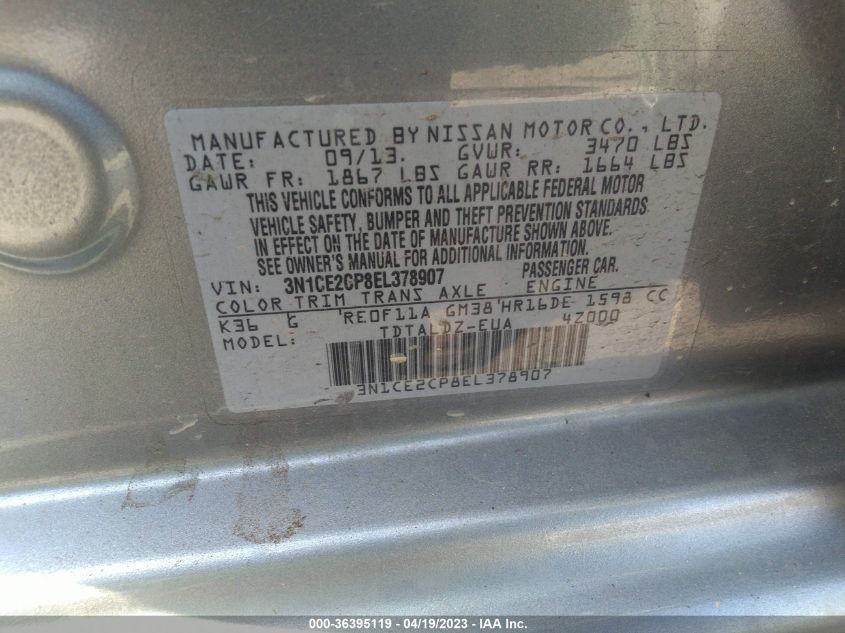 MANUFACTURED BY NISSAN MOTOR CO., LTD.
DATE: 09/13. GVWR: 3470 LBS
GAWR FR: 1867 LBS GAWR RR: 1664 LBS
THIS VEHICLE CONFORMS TO ALL APPLICABLE FEDERAL MOTOR
VEHICLE SAFETY, BUMPER AND THEFT PREVENTION STANDARDS
IN EFFECT ON THE DATE OF MANUFACTURE SHOWN ABOVE.
SEE OWNER'S MANUAL FOR ADDITIONAL INFORMATION.
VIN: 3N1CE2CP8EL378907 PASSENGER CAR.
COLOR TRIM TRANS AXLE ENGINE
K36 G RE0F11A GM38 HR16DE 1598 CC
MODEL: TDTALDZ-EUA 4Z000
3N1CE2CP8EL378907
000-36395119 - 04/19/2023 - IAA Inc.